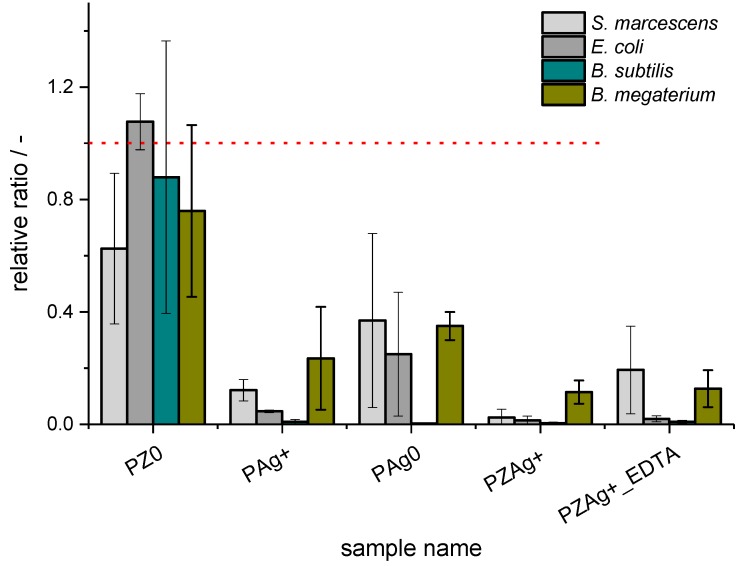 S. marcescens
E. coli
B. subtilis
B. megaterium
relative ratio / -
1.2
0.8
0.4
0.0
PZ0
PAg+
PAg0
PZAg+
PZAg+_EDTA
sample name